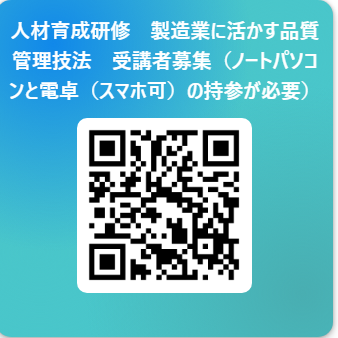 人材育成研修　製造業に活かす品質
管理技法　受講者募集（ノートパソコ
ンと電卓（スマホ可）の持参が必要）